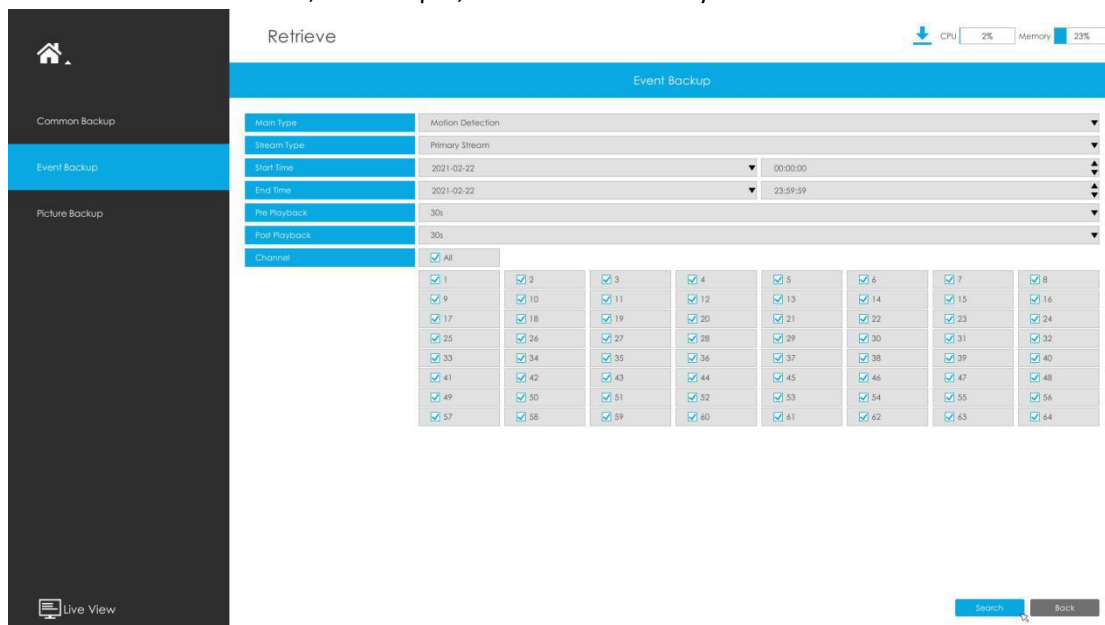 Retrieve
CPU 2% Memory 23%
Event Backup
Common Backup
Event Backup
Picture Backup
Main Type Motion Detection
Stream Type Primary Stream
Start Time 2021-02-22 00:00:00
End Time 2021-02-22 23:59:59
Pre Playback 30s
Post Playback 30s
Channel All
1 2 3 4 5 6 7 8
9 10 11 12 13 14 15 16
17 18 19 20 21 22 23 24
25 26 27 28 29 30 31 32
33 34 35 36 37 38 39 40
41 42 43 44 45 46 47 48
49 50 51 52 53 54 55 56
57 58 59 60 61 62 63 64
Live View
Search Back